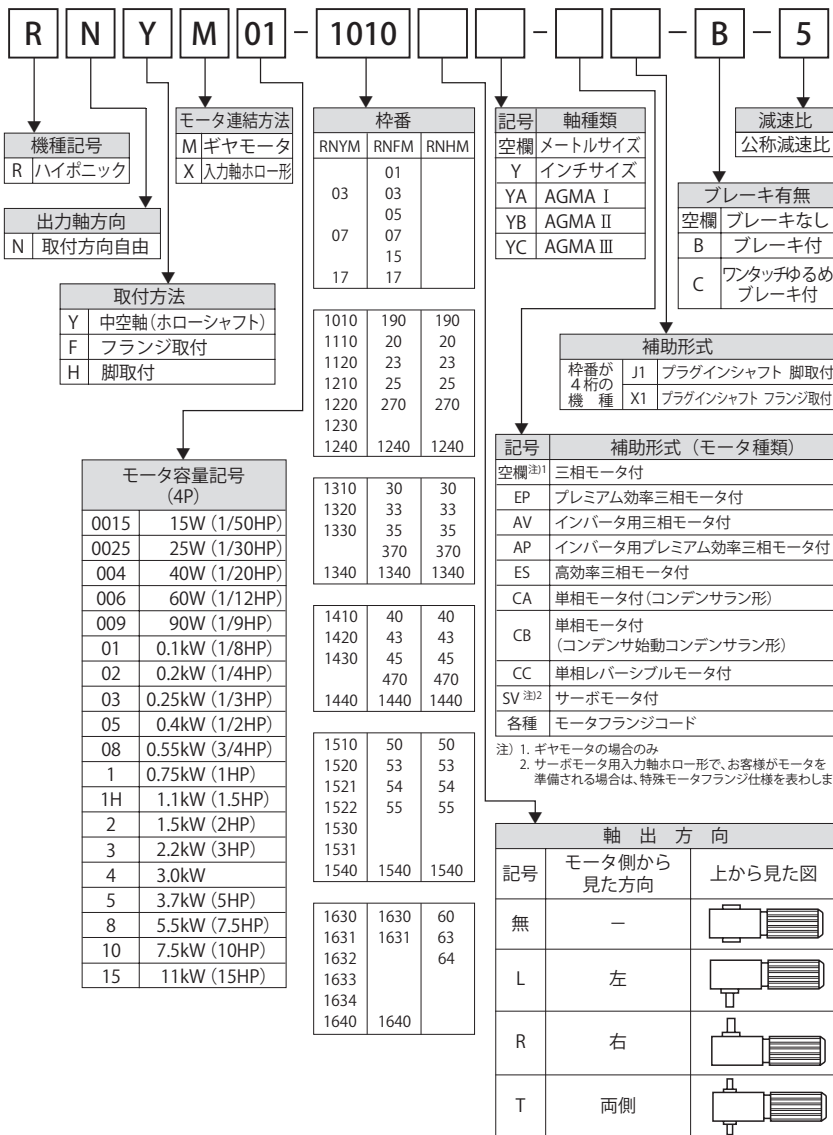 R N Y M 01 - 1010 - - B - 5
機種記号
R ハイポニック
出力軸方向
N 取付方向自由
取付方法
Y 中空軸(ホローシャフト)
F フランジ取付
H 脚取付
モータ連結方法
M ギヤモータ
X 入力軸ホロー形
モータ容量記号
(4P)
0015 15W (1/50HP)
0025 25W (1/30HP)
004 40W (1/20HP)
006 60W (1/12HP)
009 90W (1/9HP)
01 0.1kW (1/8HP)
02 0.2kW (1/4HP)
03 0.25kW (1/3HP)
05 0.4kW (1/2HP)
08 0.55kW (3/4HP)
1 0.75kW (1HP)
1H 1.1kW (1.5HP)
2 1.5kW (2HP)
3 2.2kW (3HP)
4 3.0kW
5 3.7kW (5HP)
8 5.5kW (7.5HP)
10 7.5kW (10HP)
15 11kW (15HP)
枠番
RNYM RNFM RNHM
01
03 03
05
07 07
15
17 17
1010 190 190
1110 20 20
1120 23 23
1210 25 25
1220 270 270
1230
1240 1240 1240
1310 30 30
1320 33 33
1330 35 35
370 370
1340 1340 1340
1410 40 40
1420 43 43
1430 45 45
470 470
1440 1440 1440
1510 50 50
1520 53 53
1521 54 54
1522 55 55
1530
1531
1540 1540 1540
1630 1630 60
1631 1631 63
1632 64
1633
1634
1640 1640
記号 軸種類
空欄 メートルサイズ
Y インチサイズ
YA AGMA Ⅰ
YB AGMA Ⅱ
YC AGMA Ⅲ
減速比
公称減速比
ブレーキ有無
空欄 ブレーキなし
B ブレーキ付
C ワンタッチゆるめ
ブレーキ付
補助形式
枠番が
4桁の
機 種
J1 プラグインシャフト 脚取付
X1 プラグインシャフト フランジ取付
記号 補助形式(モータ種類)
空欄注)1 三相モータ付
EP プレミアム効率三相モータ付
AV インバータ用三相モータ付
AP インバータ用プレミアム効率三相モータ付
ES 高効率三相モータ付
CA 単相モータ付(コンデンサラン形)
CB 単相モータ付
(コンデンサ始動コンデンサラン形)
CC 単相レバーシブルモータ付
SV 注)2 サーボモータ付
各種 モータフランジコード
注) 1. ギヤモータの場合のみ
2. サーボモータ用入力軸ホロー形で、お客様がモータを
準備される場合は、特殊モータフランジ仕様を表わしま
軸 出 方 向
記号 モータ側から
見た方向 上から見た図
無 −
L 左
R 右
T 両側